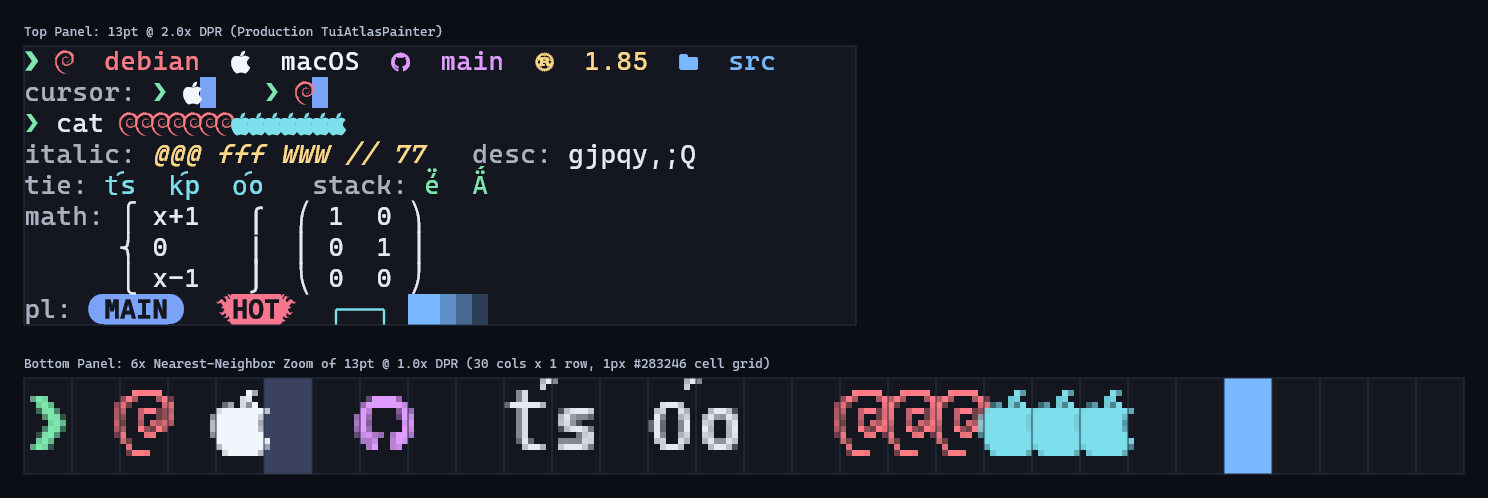 Top Panel: 13pt @ 2.0x DPR (Production TuiAtlasPainter)
❯ debian macOS main 1.85 src
cursor: ❯ ❯
❯ cat
italic: @@@ fff WWW // 77 desc: gjpqy,;Q
tie: t͡s k͡p o͡o stack: ë́ Ấ
math: ⎧ x+1 ⌠ ⎛ 1 0 ⎞
⎨ 0 ⎮ ⎜ 0 1 ⎟
⎩ x−1 ⌡ ⎝ 0 0 ⎠
pl: MAIN HOT ┌──┐ █▓▒░
Bottom Panel: 6x Nearest-Neighbor Zoom of 13pt @ 1.0x DPR (30 cols x 1 row, 1px #283246 cell grid)
❯ t͡s o͡o